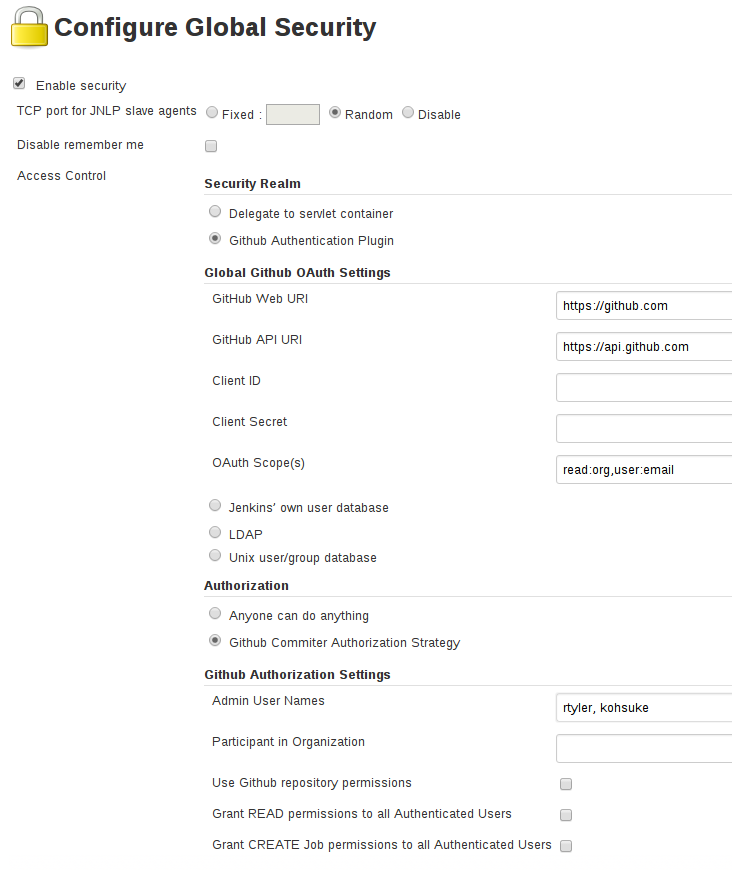 Configure Global Security
Enable security
TCP port for JNLP slave agents Fixed : Random Disable
Disable remember me
Access Control
Security Realm
Delegate to servlet container
Github Authentication Plugin
Global Github OAuth Settings
GitHub Web URI https://github.com
GitHub API URI https://api.github.com
Client ID
Client Secret
OAuth Scope(s) read:org,user:email
Jenkins' own user database
LDAP
Unix user/group database
Authorization
Anyone can do anything
Github Commiter Authorization Strategy
Github Authorization Settings
Admin User Names rtyler, kohsuke
Participant in Organization
Use Github repository permissions
Grant READ permissions to all Authenticated Users
Grant CREATE Job permissions to all Authenticated Users